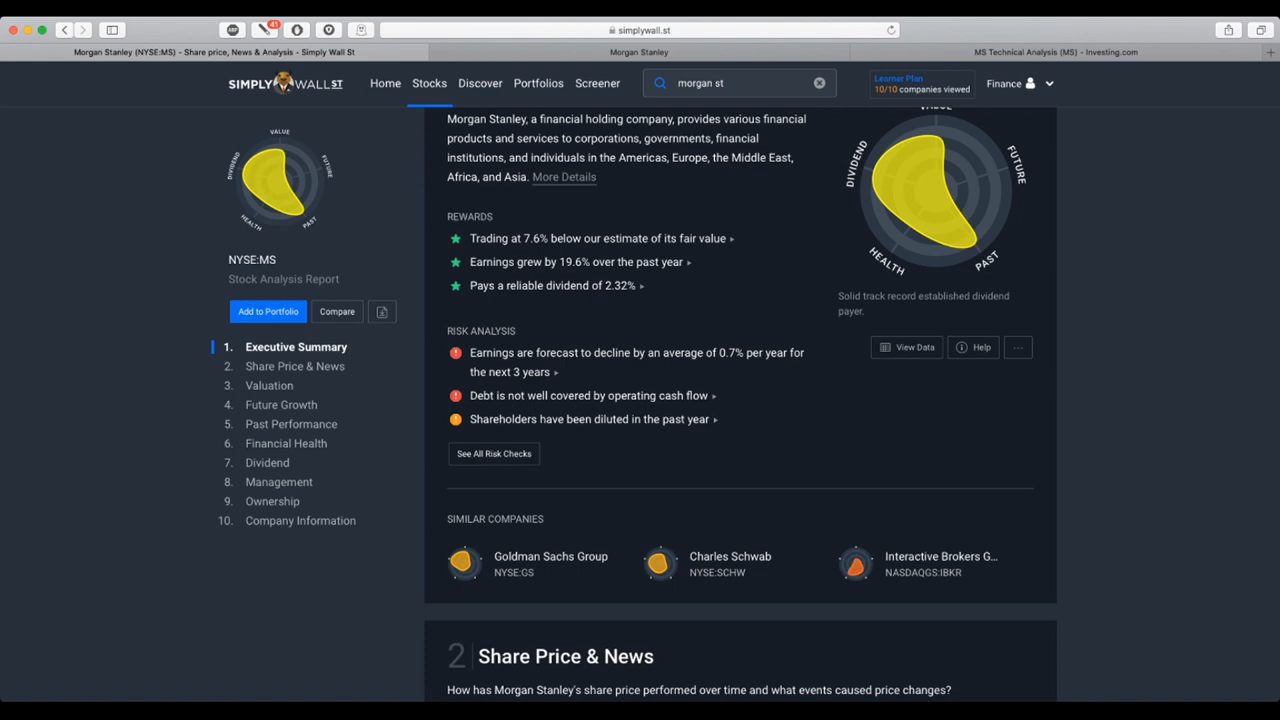 41
simplywall.st
Morgan Stanley (NYSE:MS) - Share price, News & Analysis - Simply Wall St
Morgan Stanley
MS Technical Analysis (MS) - Investing.com
SIMPLY WALL ST
Home
Stocks
Discover
Portfolios
Screener
morgan st
Learner Plan
10/10 companies viewed
Finance
VALUE
FUTURE
PAST
HEALTH
DIVIDEND
NYSE:MS
Stock Analysis Report
Add to Portfolio
Compare
1. Executive Summary
2. Share Price & News
3. Valuation
4. Future Growth
5. Past Performance
6. Financial Health
7. Dividend
8. Management
9. Ownership
10. Company Information
Morgan Stanley, a financial holding company, provides various financial
products and services to corporations, governments, financial
institutions, and individuals in the Americas, Europe, the Middle East,
Africa, and Asia. More Details
REWARDS
Trading at 7.6% below our estimate of its fair value
Earnings grew by 19.6% over the past year
Pays a reliable dividend of 2.32%
RISK ANALYSIS
Earnings are forecast to decline by an average of 0.7% per year for
the next 3 years
Debt is not well covered by operating cash flow
Shareholders have been diluted in the past year
See All Risk Checks
VALUE
FUTURE
PAST
HEALTH
DIVIDEND
Solid track record established dividend
payer.
View Data
Help
...
SIMILAR COMPANIES
Goldman Sachs Group
NYSE:GS
Charles Schwab
NYSE:SCHW
Interactive Brokers G...
NASDAQGS:IBKR
2 Share Price & News
How has Morgan Stanley's share price performed over time and what events caused price changes?